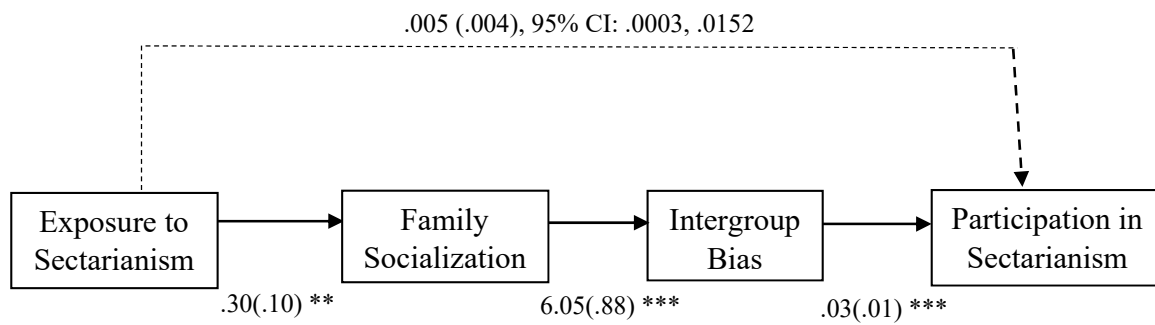 .005 (.004), 95% CI: .0003, .0152
Exposure to
Sectarianism
Family
Socialization
Intergroup
Bias
Participation in
Sectarianism
.30(.10) **
6.05(.88) ***
.03(.01) ***